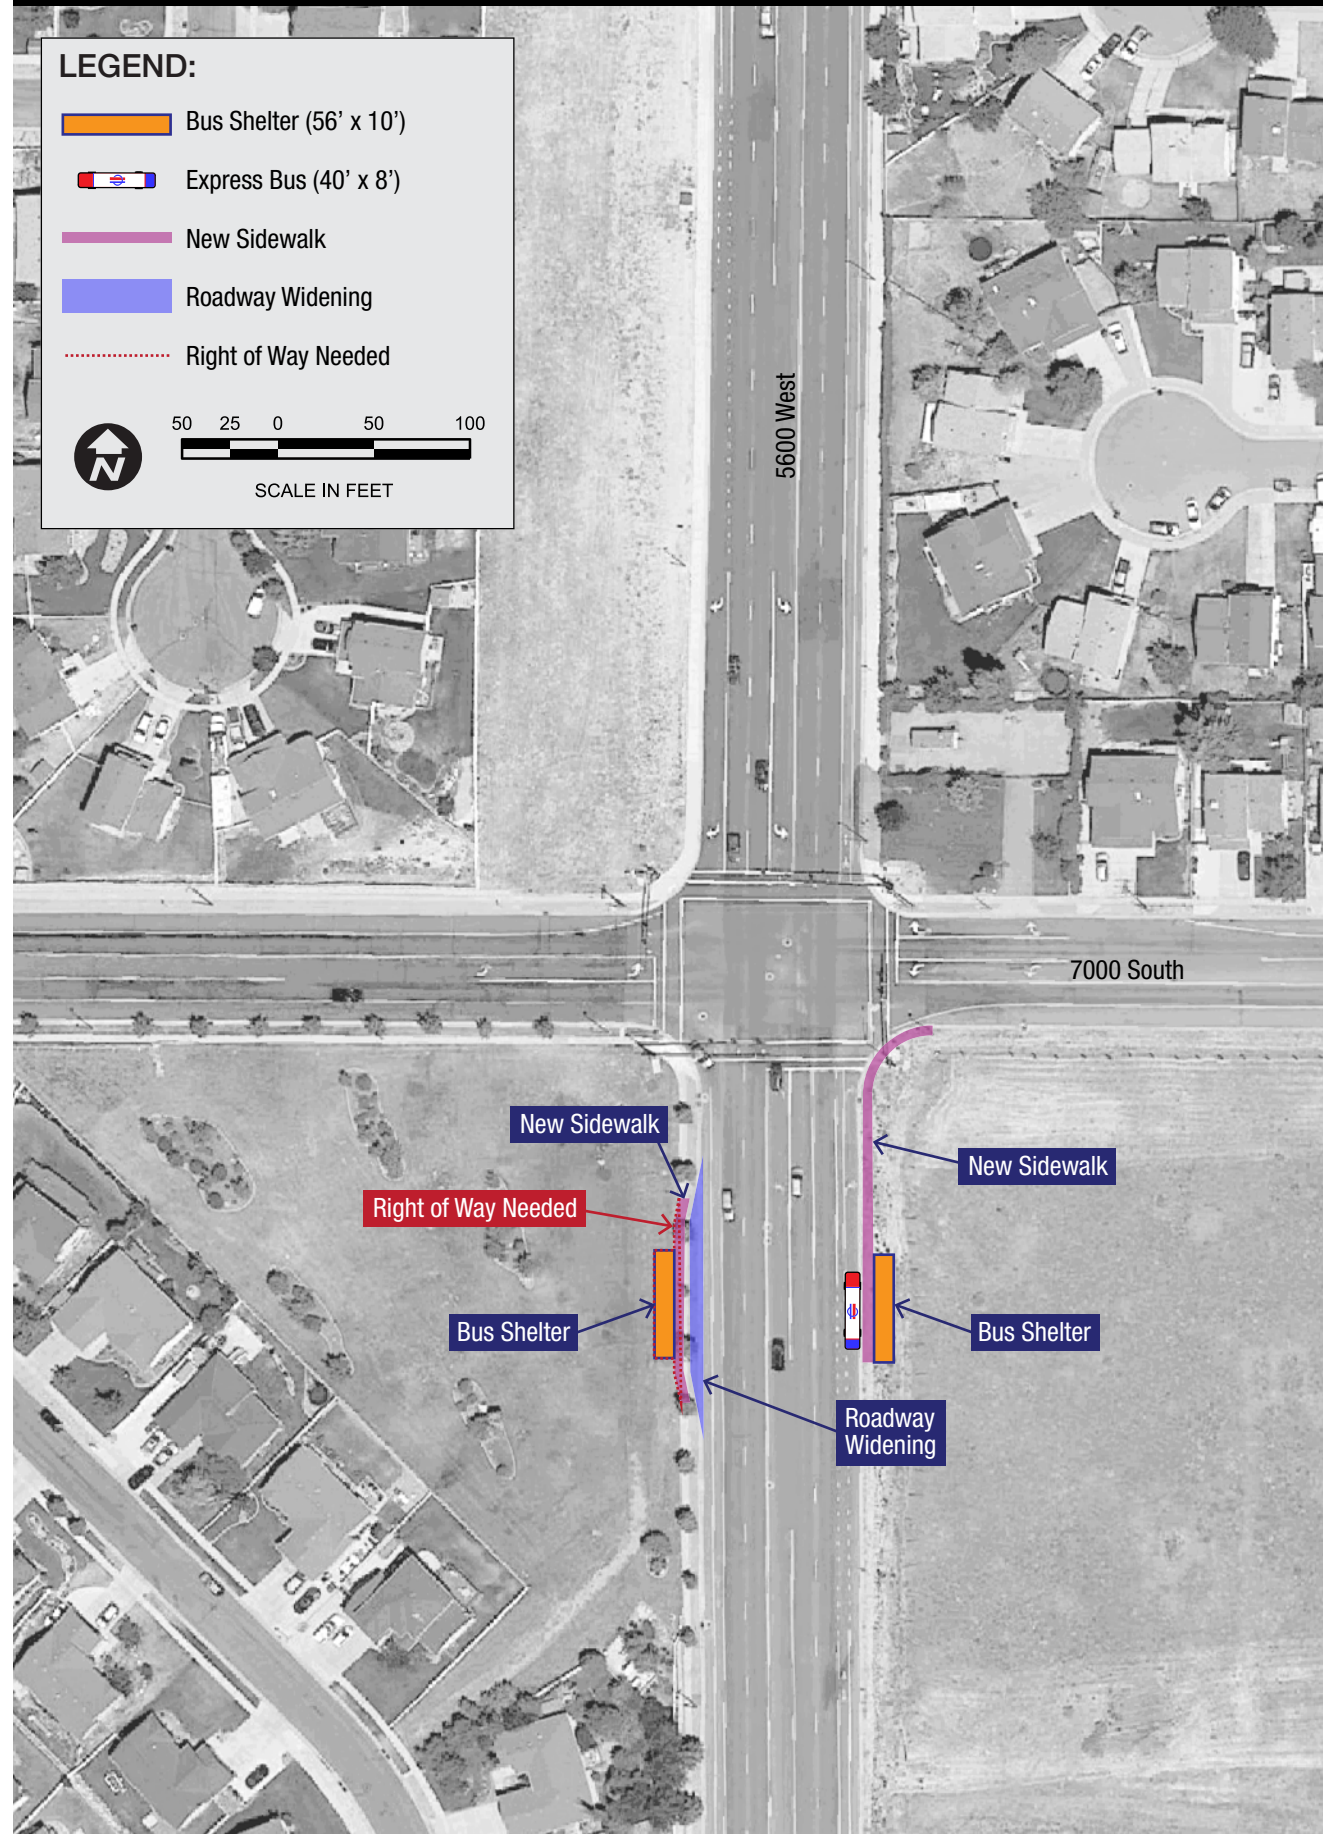 LEGEND:
Bus Shelter (56’ x 10’)
Express Bus (40’ x 8’)
New Sidewalk
Roadway Widening
Right of Way Needed
50 25 0 50 100
N
SCALE IN FEET
5600 West
7000 South
New Sidewalk
New Sidewalk
Right of Way Needed
Bus Shelter
Bus Shelter
Roadway
Widening